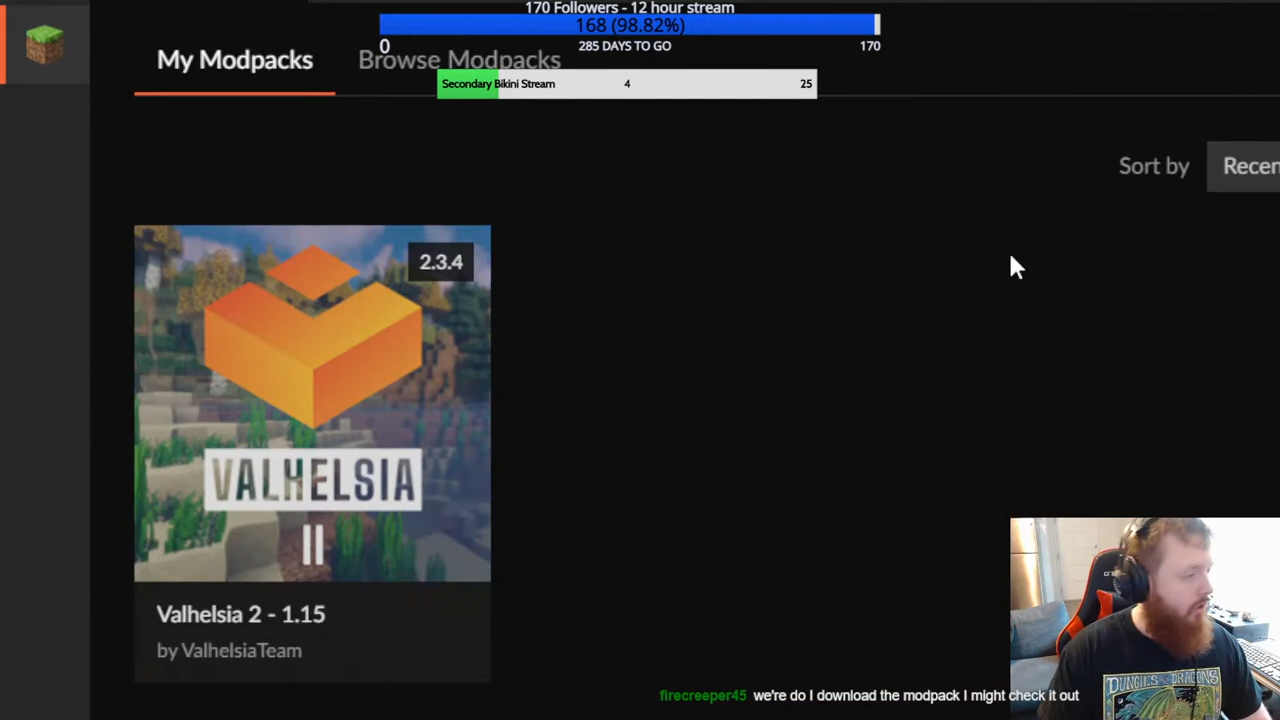 170 Followers - 12 hour stream
168 (98.82%)
0
285 DAYS TO GO
170
My Modpacks
Browse Modpacks
Secondary Bikini Stream
4
25
Sort by
Recen
2.3.4
VALHELSIA
II
Valhelsia 2 - 1.15
by ValhelsiaTeam
DUNGIES & DRAGONS
firecreeper45 we're do I download the modpack I might check it out